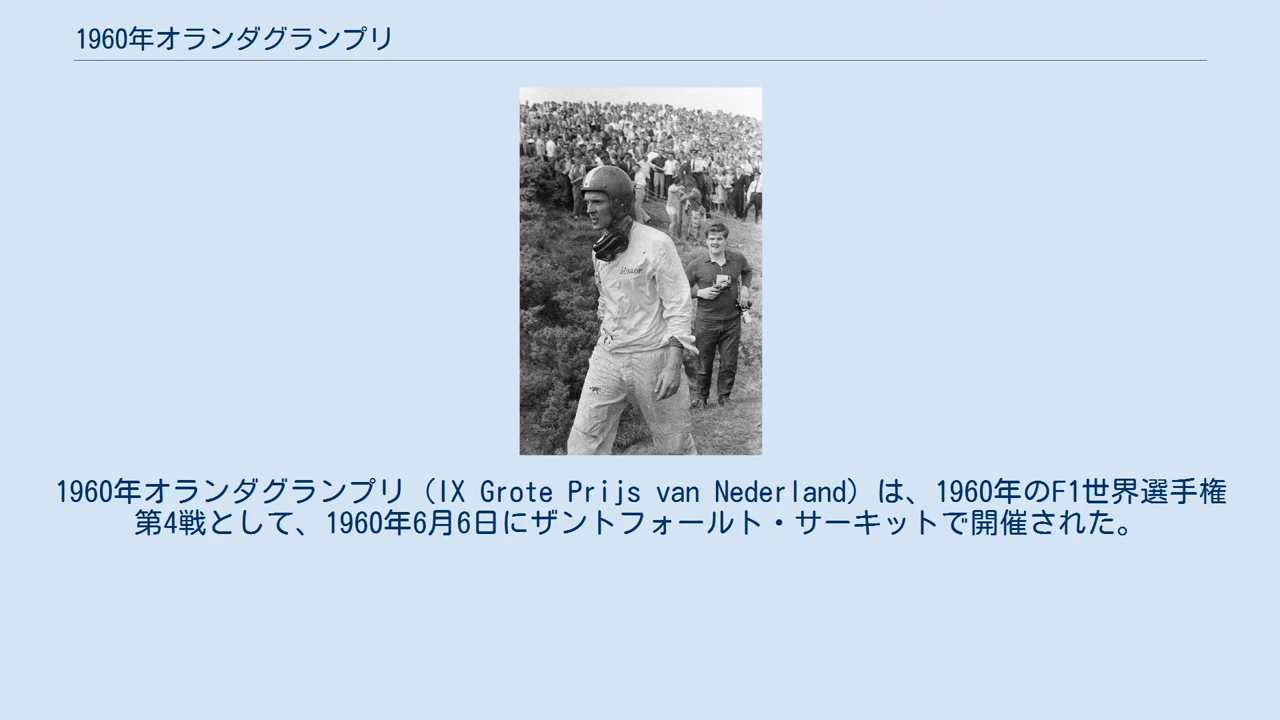 1960年オランダグランプリ
DUNLOP
1960年オランダグランプリ（IX Grote Prijs van Nederland）は、1960年のF1世界選手権
第4戦として、1960年6月6日にザントフォールト・サーキットで開催された。